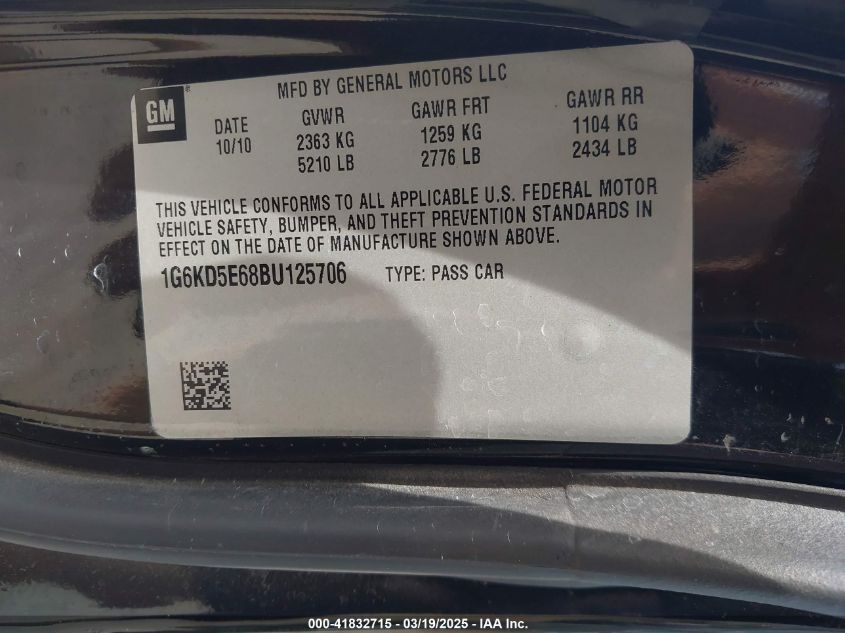 MFD BY GENERAL MOTORS LLC
GM ®
DATE GVWR GAWR FRT GAWR RR
10/10 2363 KG 1259 KG 1104 KG
5210 LB 2776 LB 2434 LB
THIS VEHICLE CONFORMS TO ALL APPLICABLE U.S. FEDERAL MOTOR
VEHICLE SAFETY, BUMPER, AND THEFT PREVENTION STANDARDS IN
EFFECT ON THE DATE OF MANUFACTURE SHOWN ABOVE.
1G6KD5E68BU125706 TYPE: PASS CAR
000-41832715 - 03/19/2025 - IAA Inc.